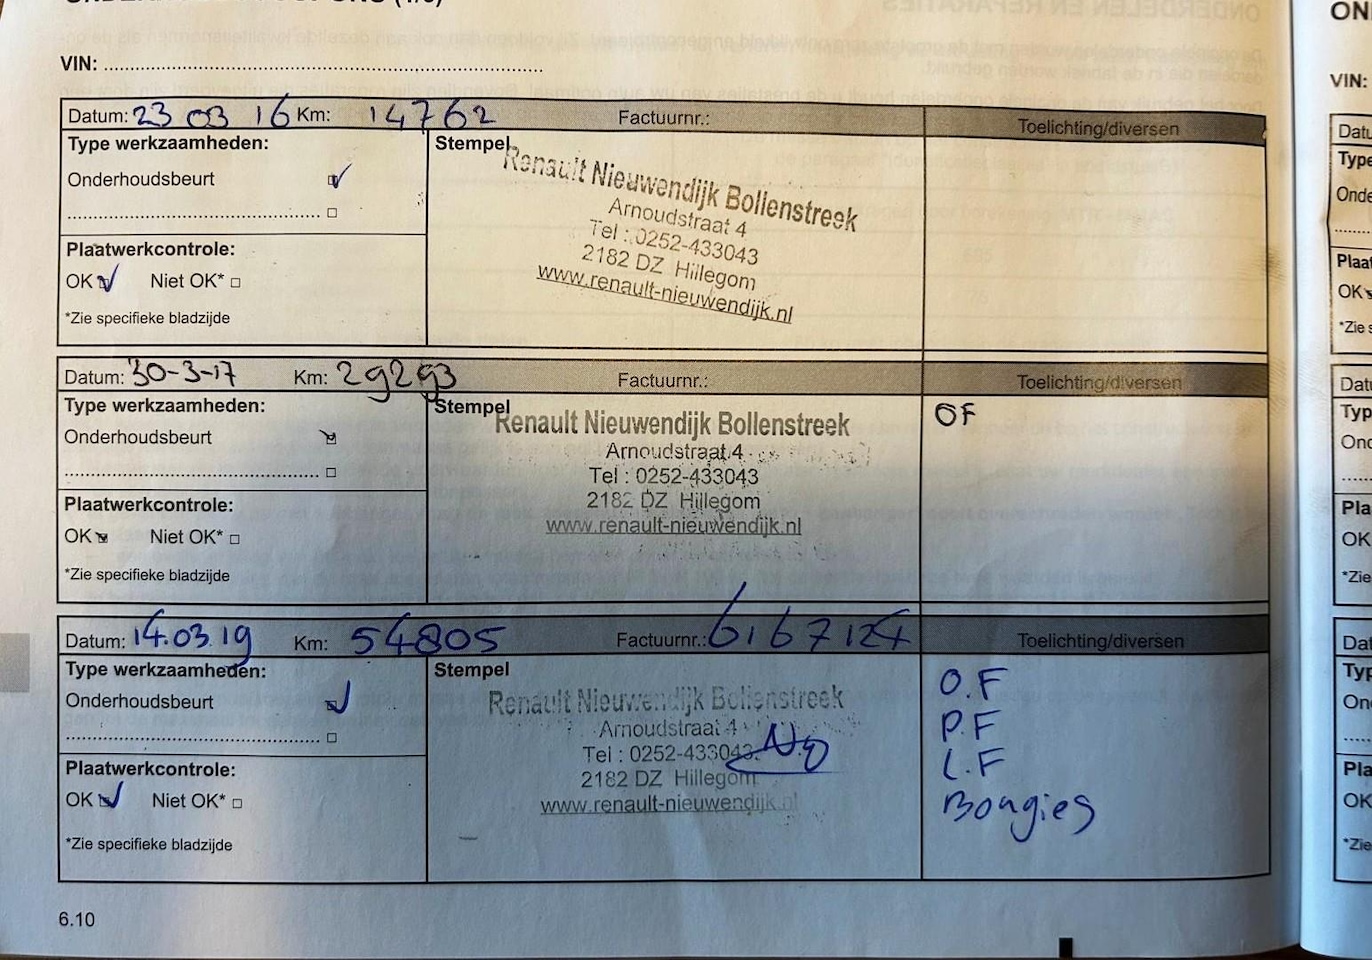 VIN:
Datum: 23 03 16 Km: 14762 Factuurnr.: Toelichting/diversen
Type werkzaamheden:
Stempel
Onderhoudsbeurt
Renault Nieuwendijk Bollenstreek
Arnoudstraat 4
Tel : 0252-433043
2182 DZ Hillegom
www.renault-nieuwendijk.nl
Plaatwerkcontrole:
OK Niet OK*
*Zie specifieke bladzijde
Datum: 30-3-17 Km: 29293 Factuurnr.: Toelichting/diversen
Type werkzaamheden:
Stempel
Onderhoudsbeurt
Renault Nieuwendijk Bollenstreek
Arnoudstraat 4
Tel : 0252-433043
2182 DZ Hillegom
www.renault-nieuwendijk.nl
OF
Plaatwerkcontrole:
OK Niet OK*
*Zie specifieke bladzijde
Datum: 14.03.19 Km: 54805 Factuurnr.: 6167124 Toelichting/diversen
Type werkzaamheden:
Stempel
Onderhoudsbeurt
Renault Nieuwendijk Bollenstreek
Arnoudstraat 4
Tel : 0252-433043
2182 DZ Hillegom
www.renault-nieuwendijk.nl
O.F
P.F
L.F
Bougies
Plaatwerkcontrole:
OK Niet OK*
*Zie specifieke bladzijde
6.10
VIN: